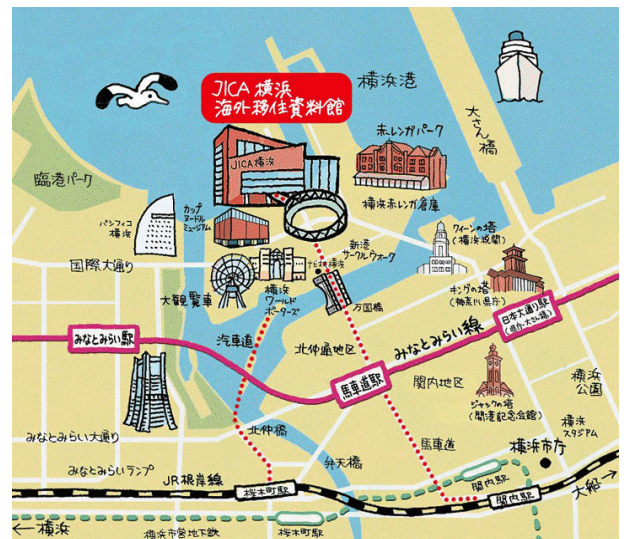 JICA 横浜
海外移住資料館
横浜港
大さん橋
赤レンガパーク
JICA横浜
臨港パーク
横浜赤レンガ倉庫
パシフィコ
横浜
カップ
ヌードル
ミュージアム
クイーンの塔
(横浜税関)
新港
サークルウォーク
国際大通り
大観覧車
横浜
ワールド
ポーターズ
万国橋
キングの塔
(神奈川県庁)
日本大通り駅
(県庁・大さん橋)
みなとみらい駅
汽車道
北仲通地区
みなとみらい線
馬車道駅
関内地区
横浜
公園
ジャックの塔
(開港記念会館)
横浜
スタジアム
みなとみらい大通り
北仲橋
馬車道
横浜市庁
みなとみらいランプ
弁天橋
JR根岸線
桜木町駅
関内駅
関内駅
大船
←横浜
横浜市営地下鉄
桜木町駅